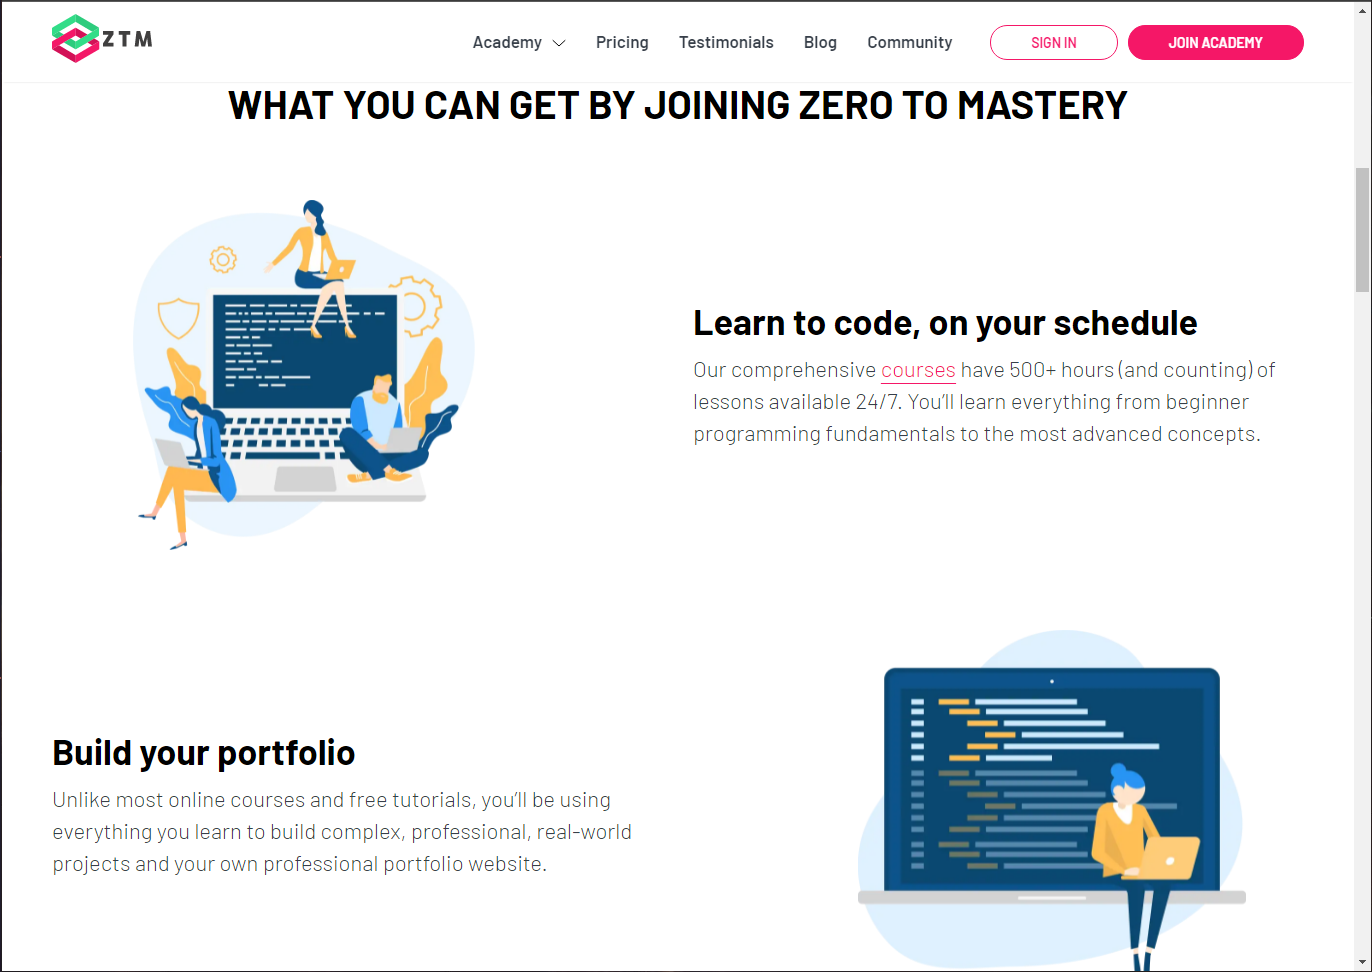 ZTM
Academy Pricing Testimonials Blog Community SIGN IN JOIN ACADEMY
WHAT YOU CAN GET BY JOINING ZERO TO MASTERY
Learn to code, on your schedule
Our comprehensive courses have 500+ hours (and counting) of
lessons available 24/7. You’ll learn everything from beginner
programming fundamentals to the most advanced concepts.
Build your portfolio
Unlike most online courses and free tutorials, you’ll be using
everything you learn to build complex, professional, real-world
projects and your own professional portfolio website.